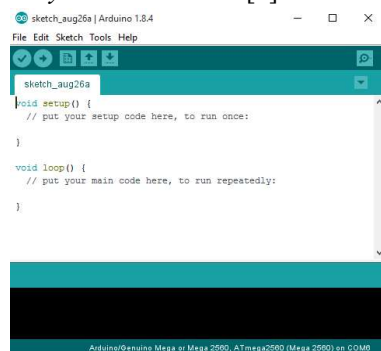 sketch_aug26a | Arduino 1.8.4
File Edit Sketch Tools Help
sketch_aug26a
void setup() {
// put your setup code here, to run once:
}
void loop() {
// put your main code here, to run repeatedly:
}
Arduino/Genuino Mega or Mega 2560, ATmega2560 (Mega 2560) on COM6